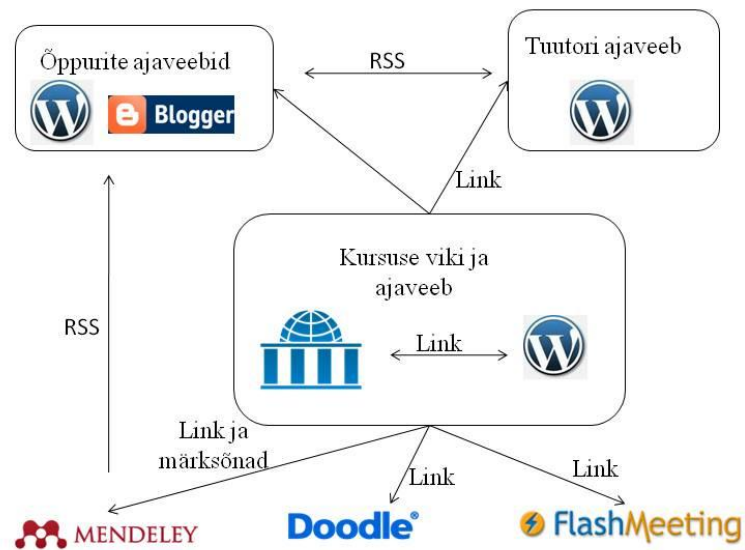 Õppurite ajaveebid
Blogger
RSS
Tuutori ajaveeb
Link
Kursuse viki ja
ajaveeb
Link
RSS
Link ja
märksõnad
Link
Link
MENDELEY
Doodle®
FlashMeeting